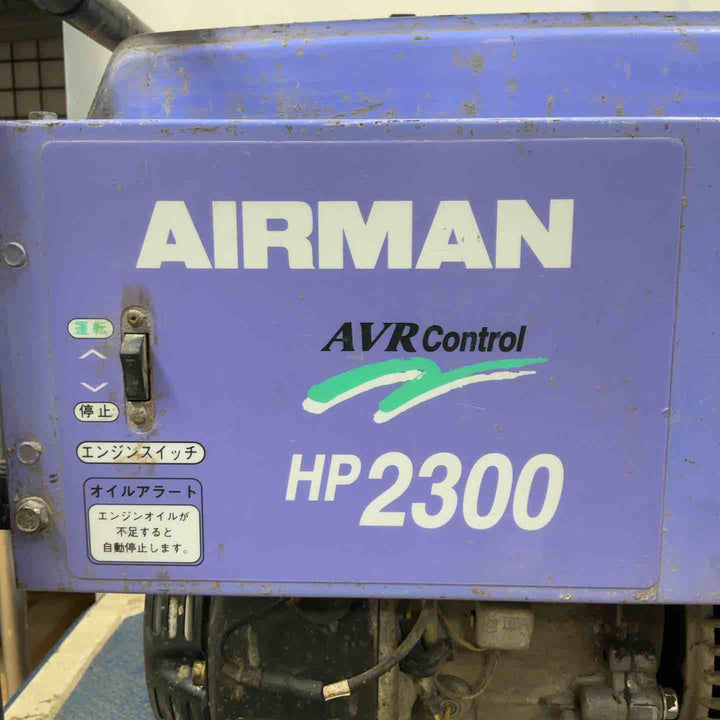 AIRMAN
AVR Control
HP2300
運転
停止
エンジンスイッチ
オイルアラート
エンジンオイルが
不足すると
自動停止します。